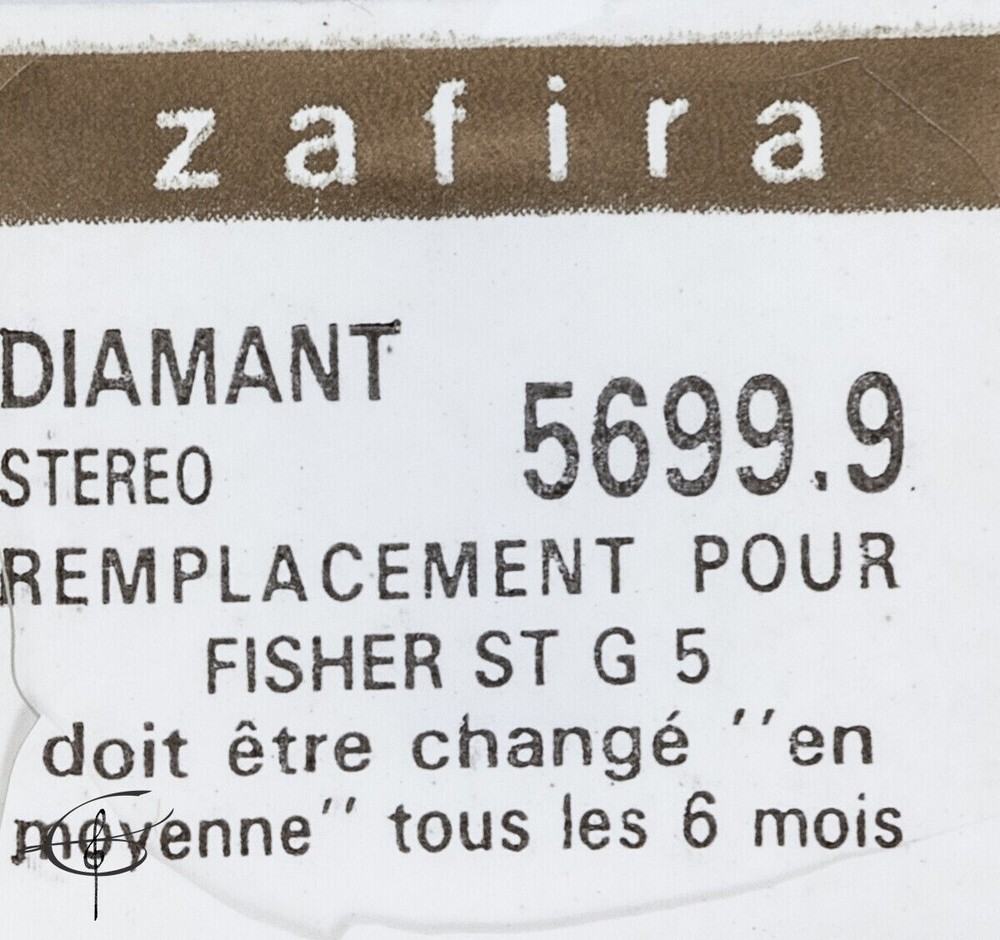 zafira
DIAMANT
5699.9
STEREO
REMPLACEMENT POUR
FISHER ST G 5
doit être changé ''en
moyenne'' tous les 6 mois